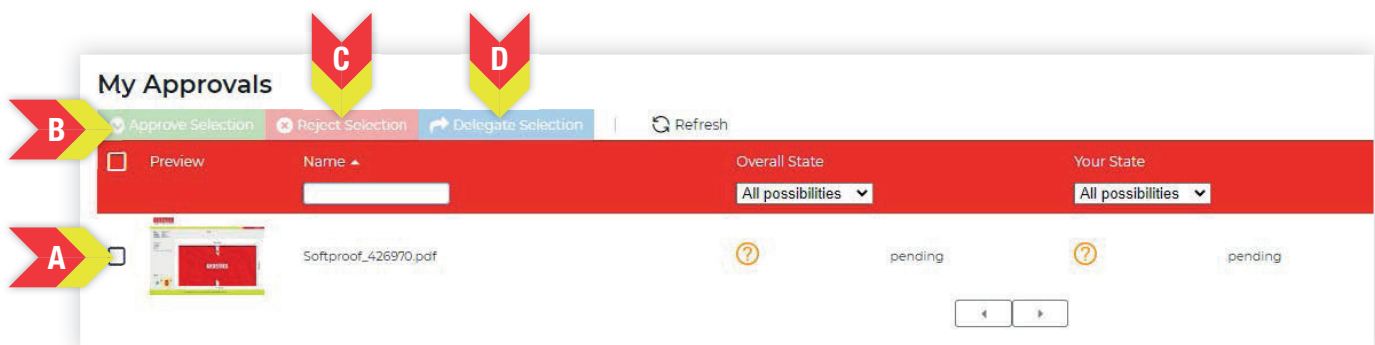 C D
My Approvals
B Approve Selection Reject Selection Delegate Selection Refresh
Preview Name Overall State Your State
All possibilities All possibilities
A Softproof_426970.pdf pending pending